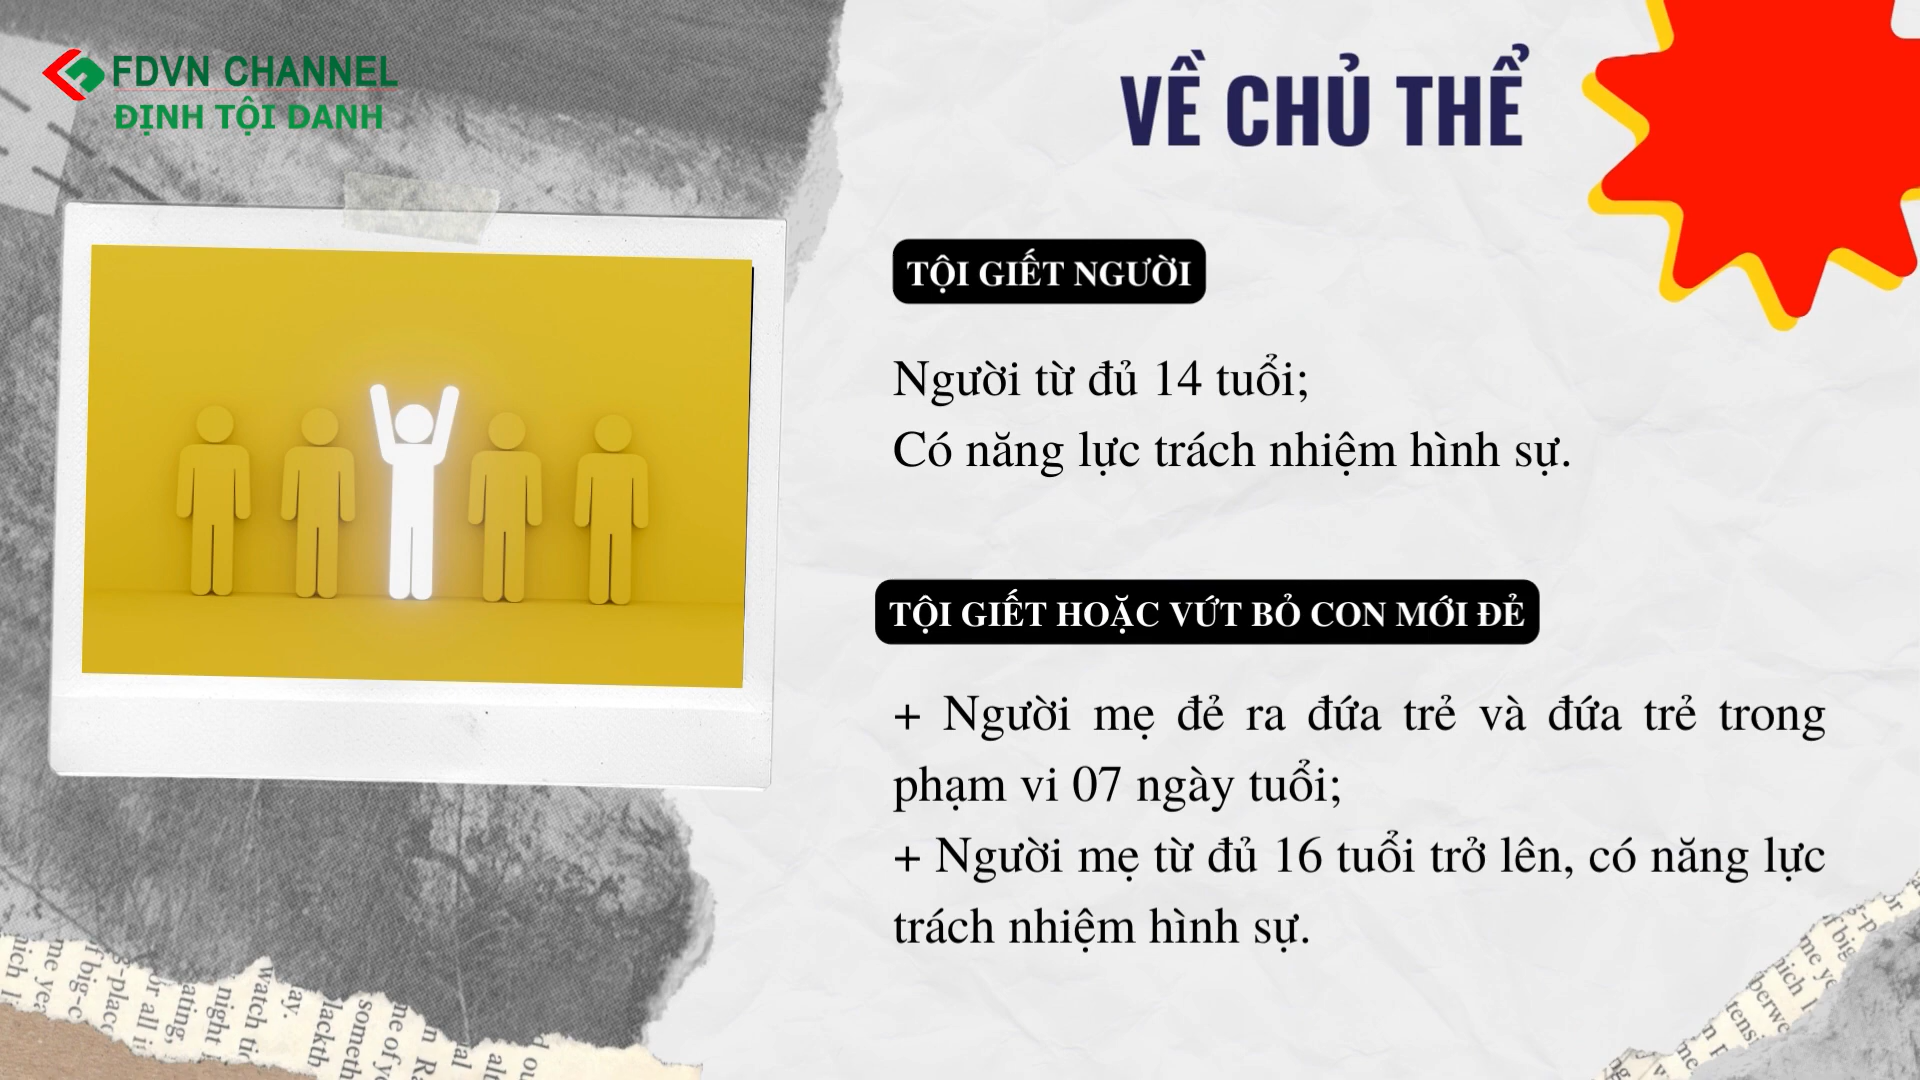 FDVN CHANNEL
ĐỊNH TỘI DANH
VỀ CHỦ THỂ
TỘI GIẾT NGƯỜI
Người từ đủ 14 tuổi;
Có năng lực trách nhiệm hình sự.
TỘI GIẾT HOẶC VỨT BỎ CON MỚI ĐẺ
+ Người mẹ đẻ ra đứa trẻ và đứa trẻ trong
phạm vi 07 ngày tuổi;
+ Người mẹ từ đủ 16 tuổi trở lên, có năng lực
trách nhiệm hình sự.